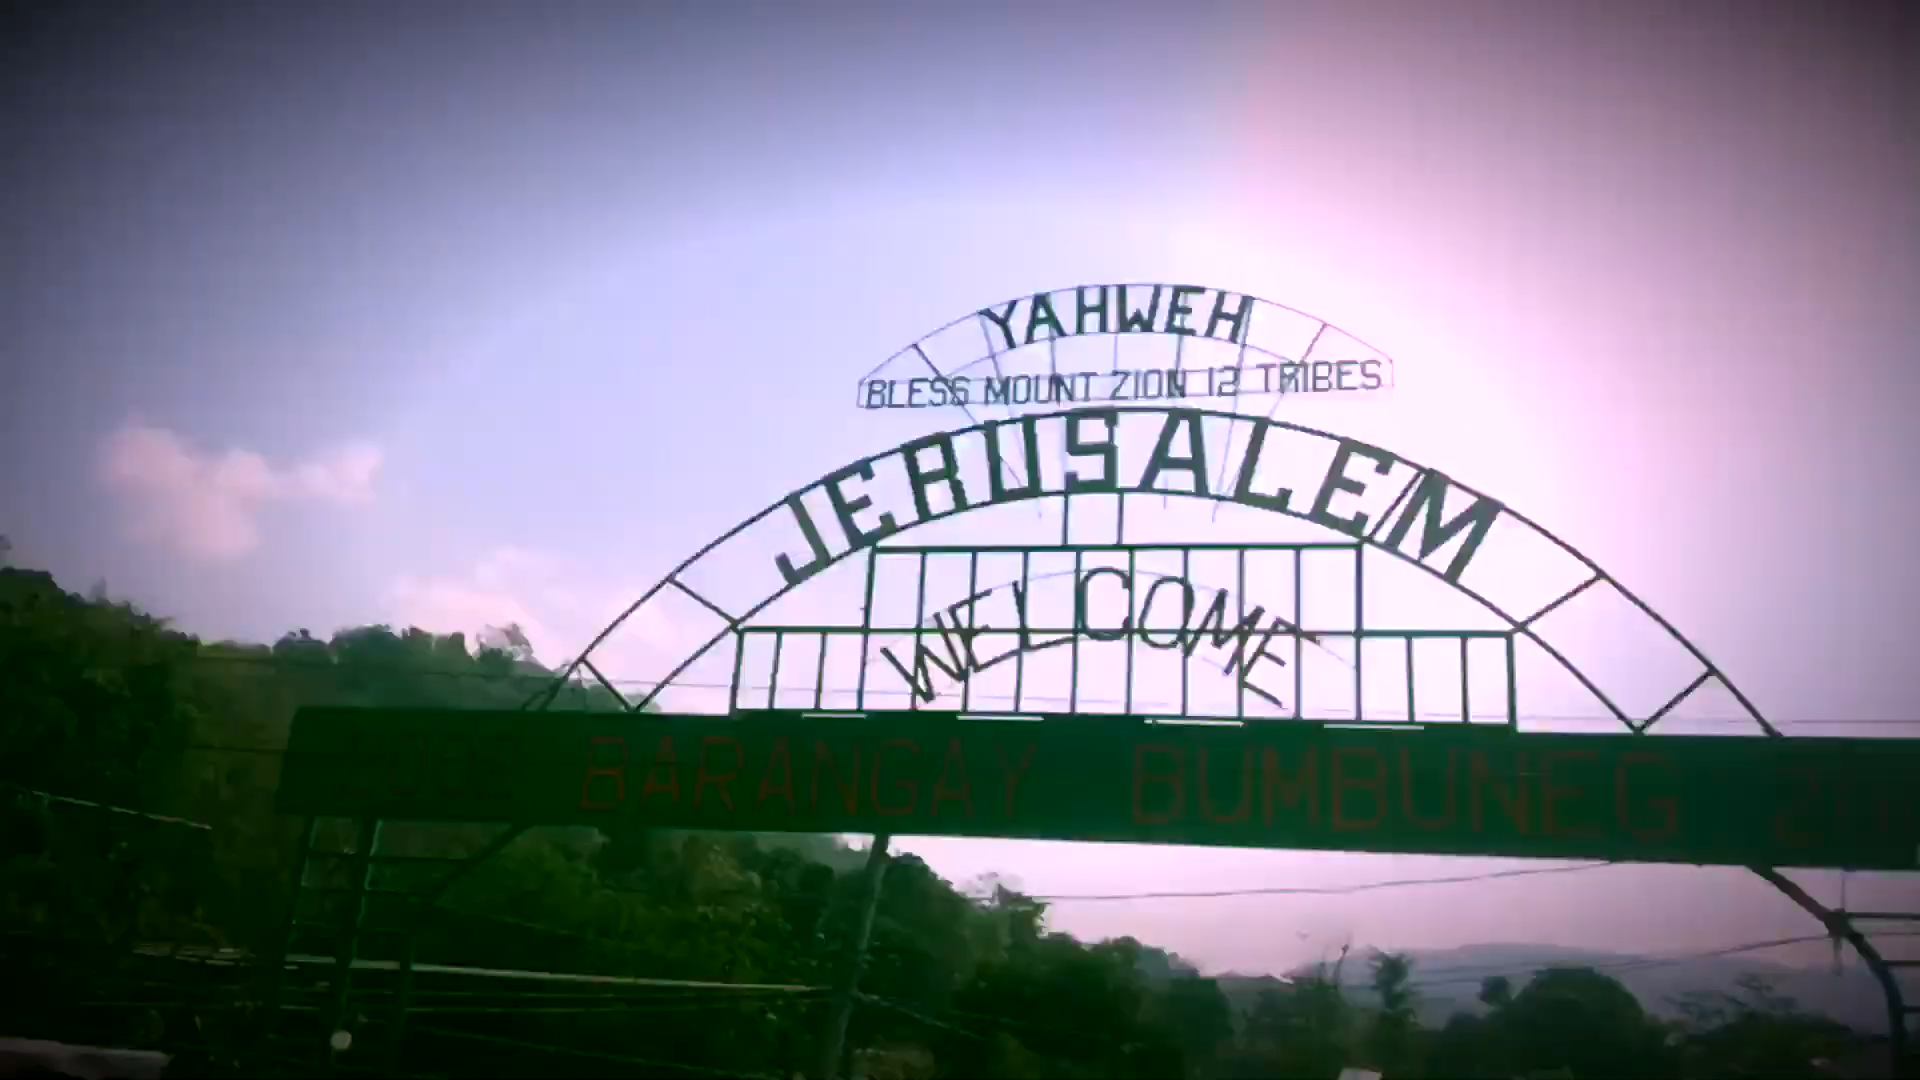 YAHWEH
BLESS MOUNT ZION 12 TRIBES
JERUSALEM
WELCOME
BARANGAY BUMBUNEG